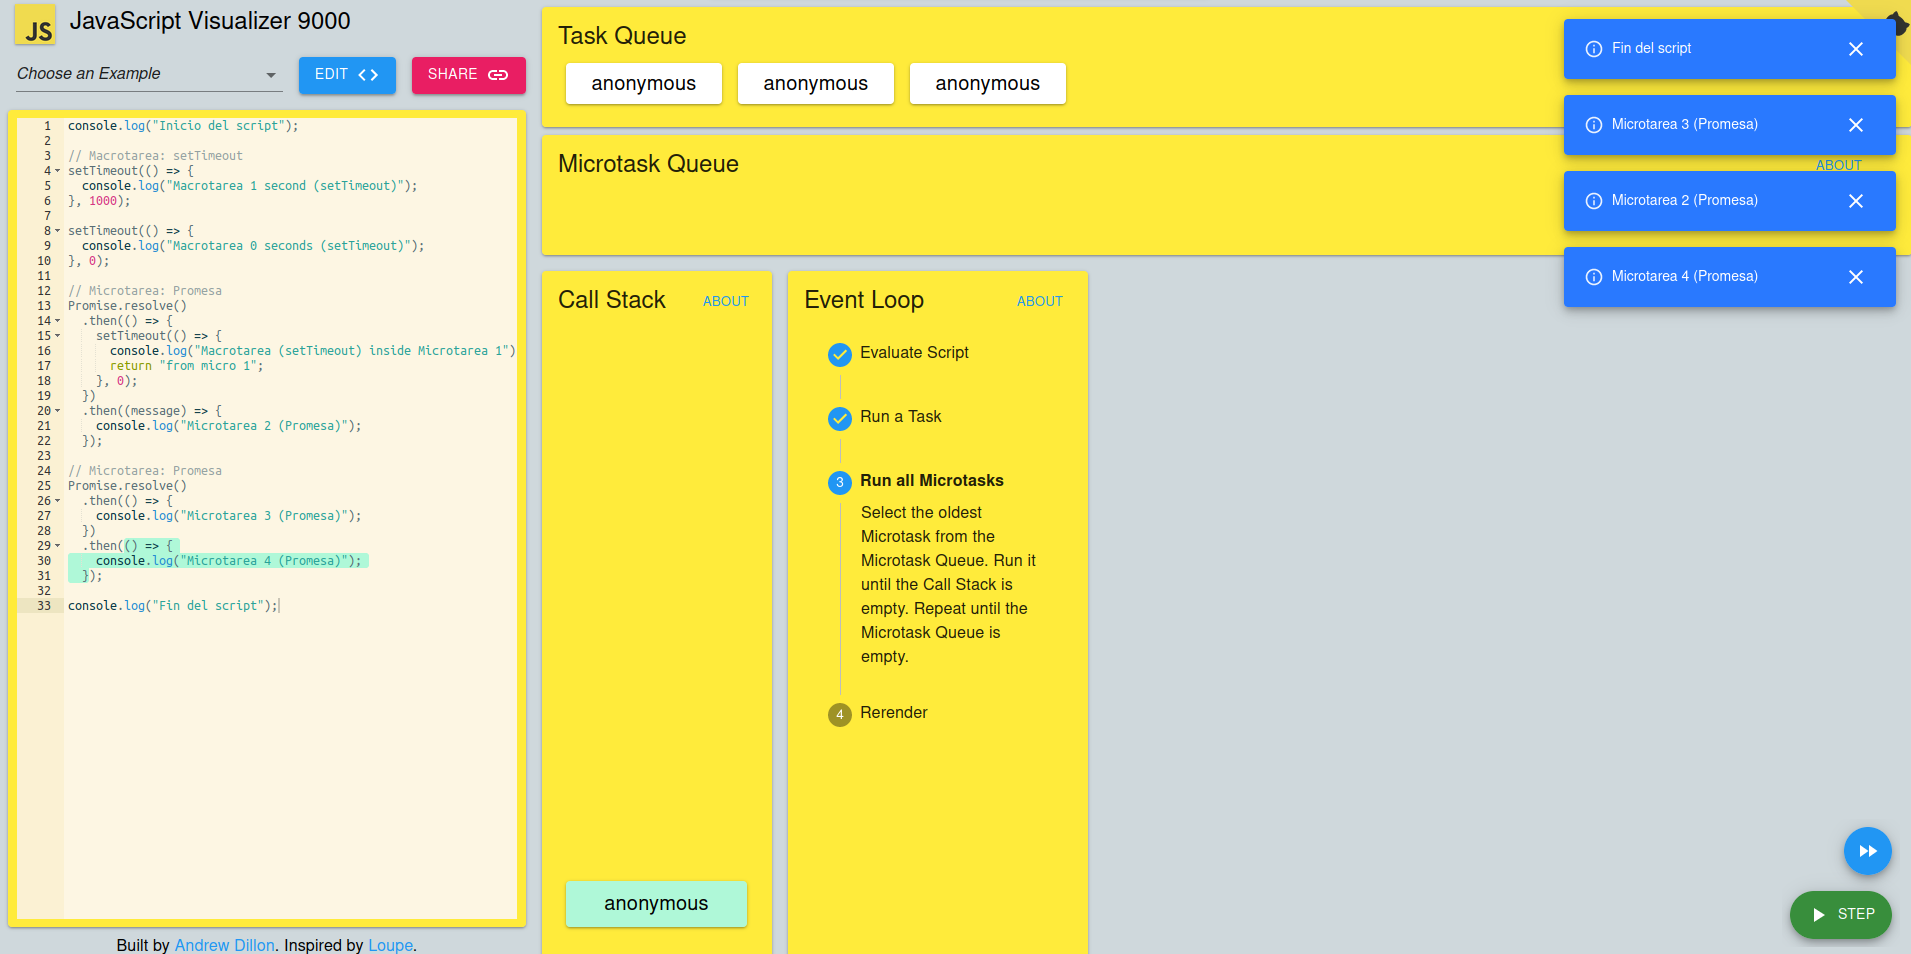 JS JavaScript Visualizer 9000
Choose an Example
EDIT
SHARE
1 console.log("Inicio del script");
2
3 // Macrotarea: setTimeout
4 setTimeout(() => {
5 console.log("Macrotarea 1 second (setTimeout)");
6 }, 1000);
7
8 setTimeout(() => {
9 console.log("Macrotarea 0 seconds (setTimeout)");
10 }, 0);
11
12 // Microtarea: Promesa
13 Promise.resolve()
14 .then(() => {
15 setTimeout(() => {
16 console.log("Macrotarea (setTimeout) inside Microtarea 1")
17 return "from micro 1";
18 }, 0);
19 })
20 .then((message) => {
21 console.log("Microtarea 2 (Promesa)");
22 });
23
24 // Microtarea: Promesa
25 Promise.resolve()
26 .then(() => {
27 console.log("Microtarea 3 (Promesa)");
28 })
29 .then(() => {
30 console.log("Microtarea 4 (Promesa)");
31 });
32
33 console.log("Fin del script");
Built by Andrew Dillon. Inspired by Loupe.
Task Queue
anonymous
anonymous
anonymous
Microtask Queue
ABOUT
Call Stack
ABOUT
anonymous
Event Loop
ABOUT
Evaluate Script
Run a Task
3 Run all Microtasks
Select the oldest
Microtask from the
Microtask Queue. Run it
until the Call Stack is
empty. Repeat until the
Microtask Queue is
empty.
4 Rerender
Fin del script
Microtarea 3 (Promesa)
Microtarea 2 (Promesa)
Microtarea 4 (Promesa)
STEP